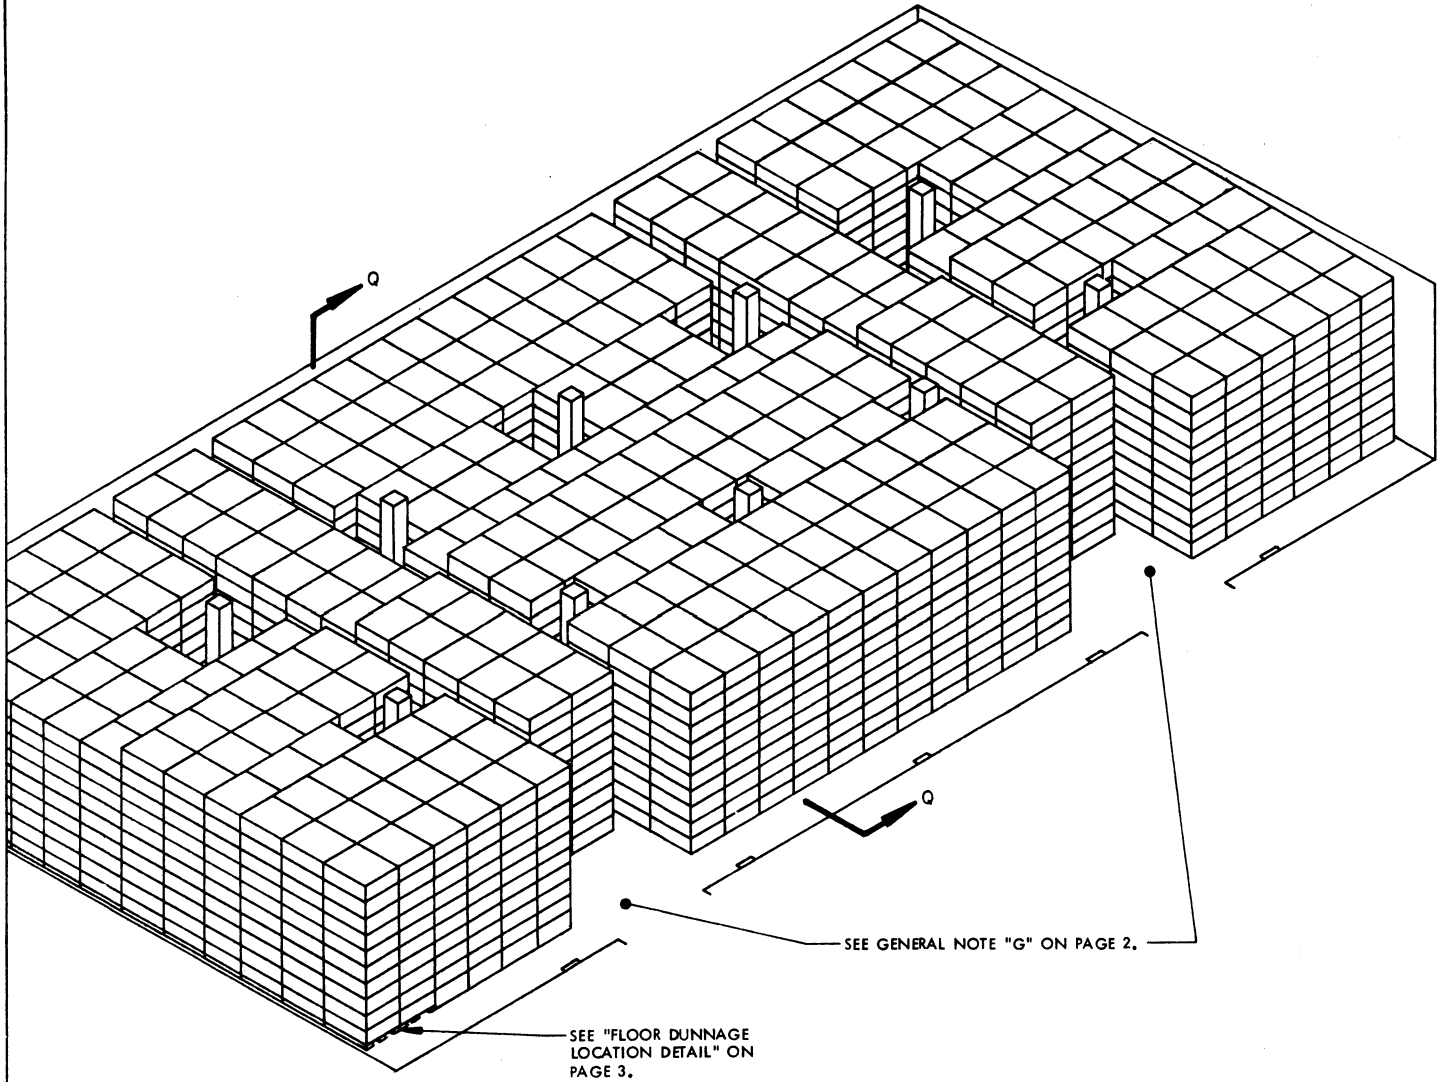 Q
Q
SEE GENERAL NOTE "G" ON PAGE 2.
SEE "FLOOR DUNNAGE
LOCATION DETAIL" ON
PAGE 3.